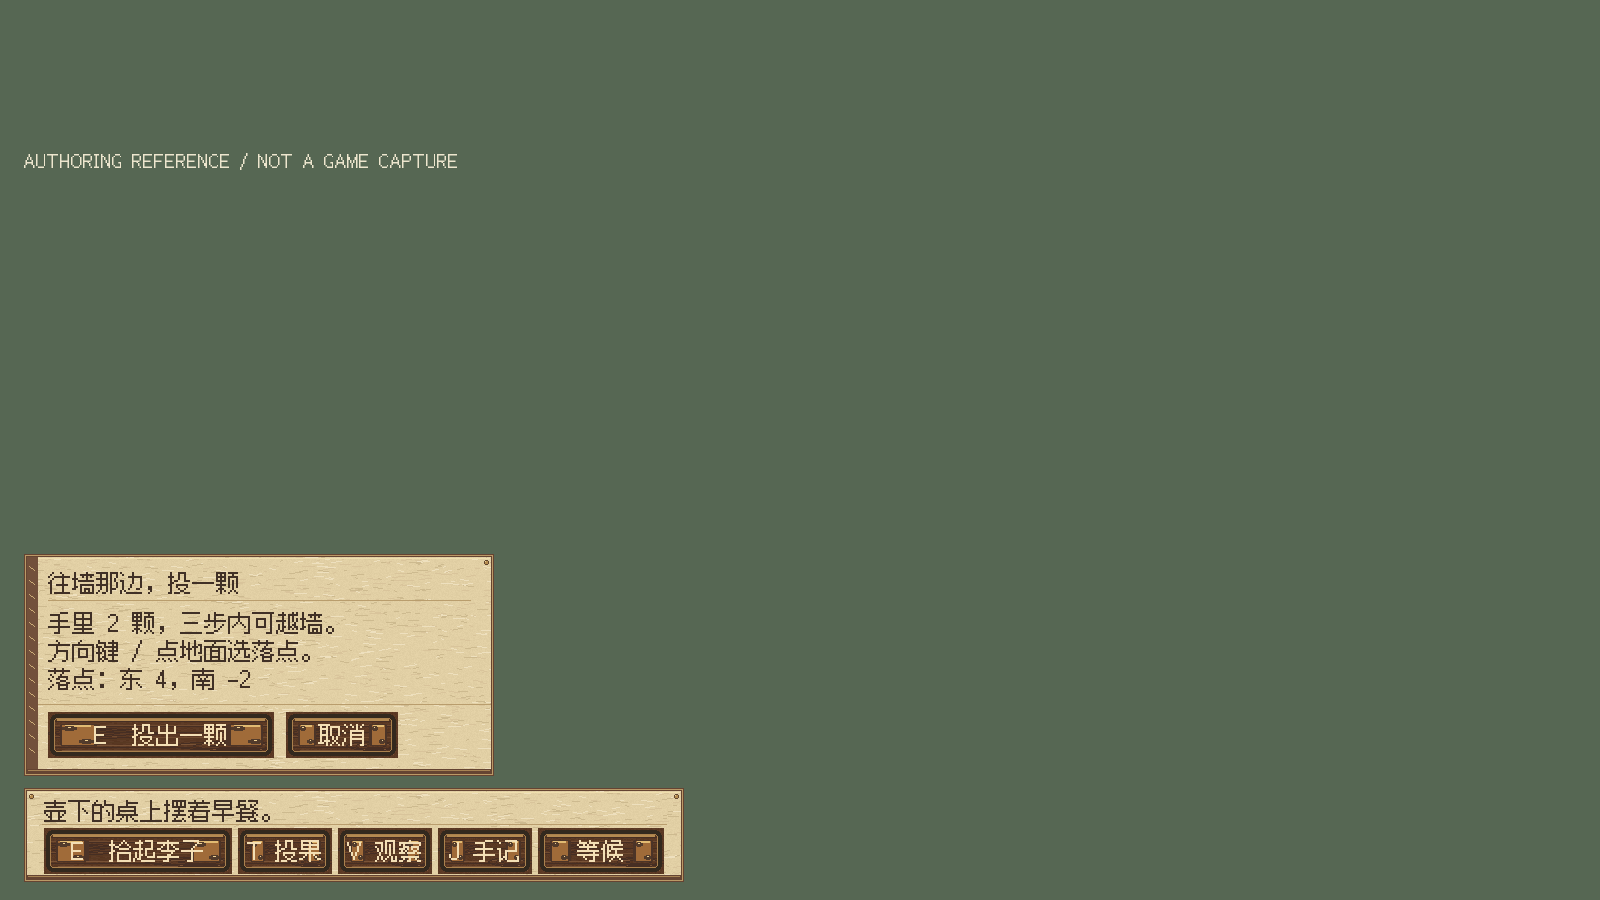 AUTHORING REFERENCE / NOT A GAME CAPTURE
往墙那边，投一颗
手里 2 颗，三步内可越墙。
方向键 / 点地面选落点。
落点：东 4，南 -2
E 投出一颗 取消
壶下的桌上摆着早餐。
E 拾起李子 T 投果 V 观察 J 手记 等候